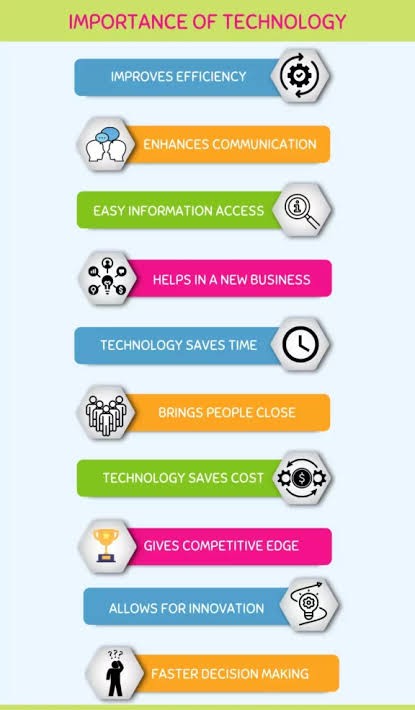 IMPORTANCE OF TECHNOLOGY
IMPROVES EFFICIENCY
ENHANCES COMMUNICATION
EASY INFORMATION ACCESS
HELPS IN A NEW BUSINESS
TECHNOLOGY SAVES TIME
BRINGS PEOPLE CLOSE
TECHNOLOGY SAVES COST
$
GIVES COMPETITIVE EDGE
ALLOWS FOR INNOVATION
???
FASTER DECISION MAKING